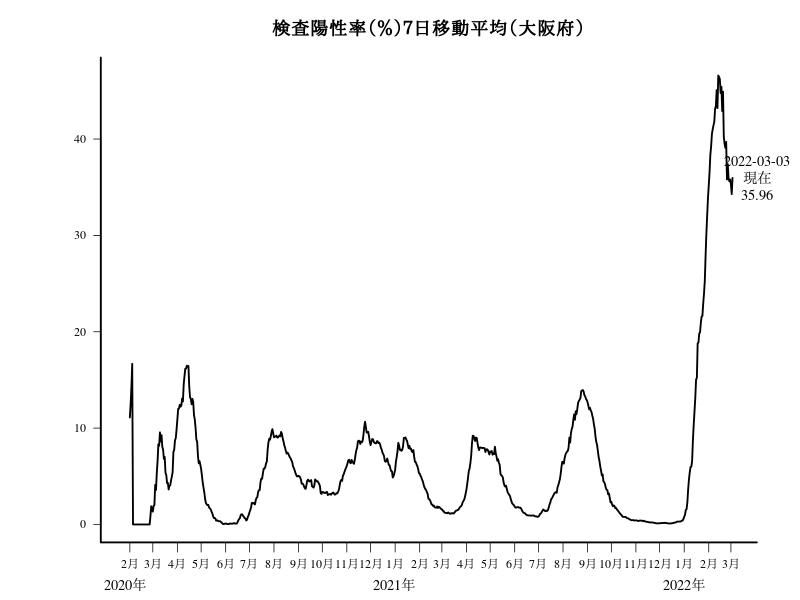 検査陽性率(%)7日移動平均(大阪府)
40
30
20
10
0
2022-03-03
現在
35.96
2月 3月 4月 5月 6月 7月 8月 9月 10月 11月 12月 1月 2月 3月 4月 5月 6月 7月 8月 9月 10月 11月 12月 1月 2月 3月
2020年 2021年 2022年